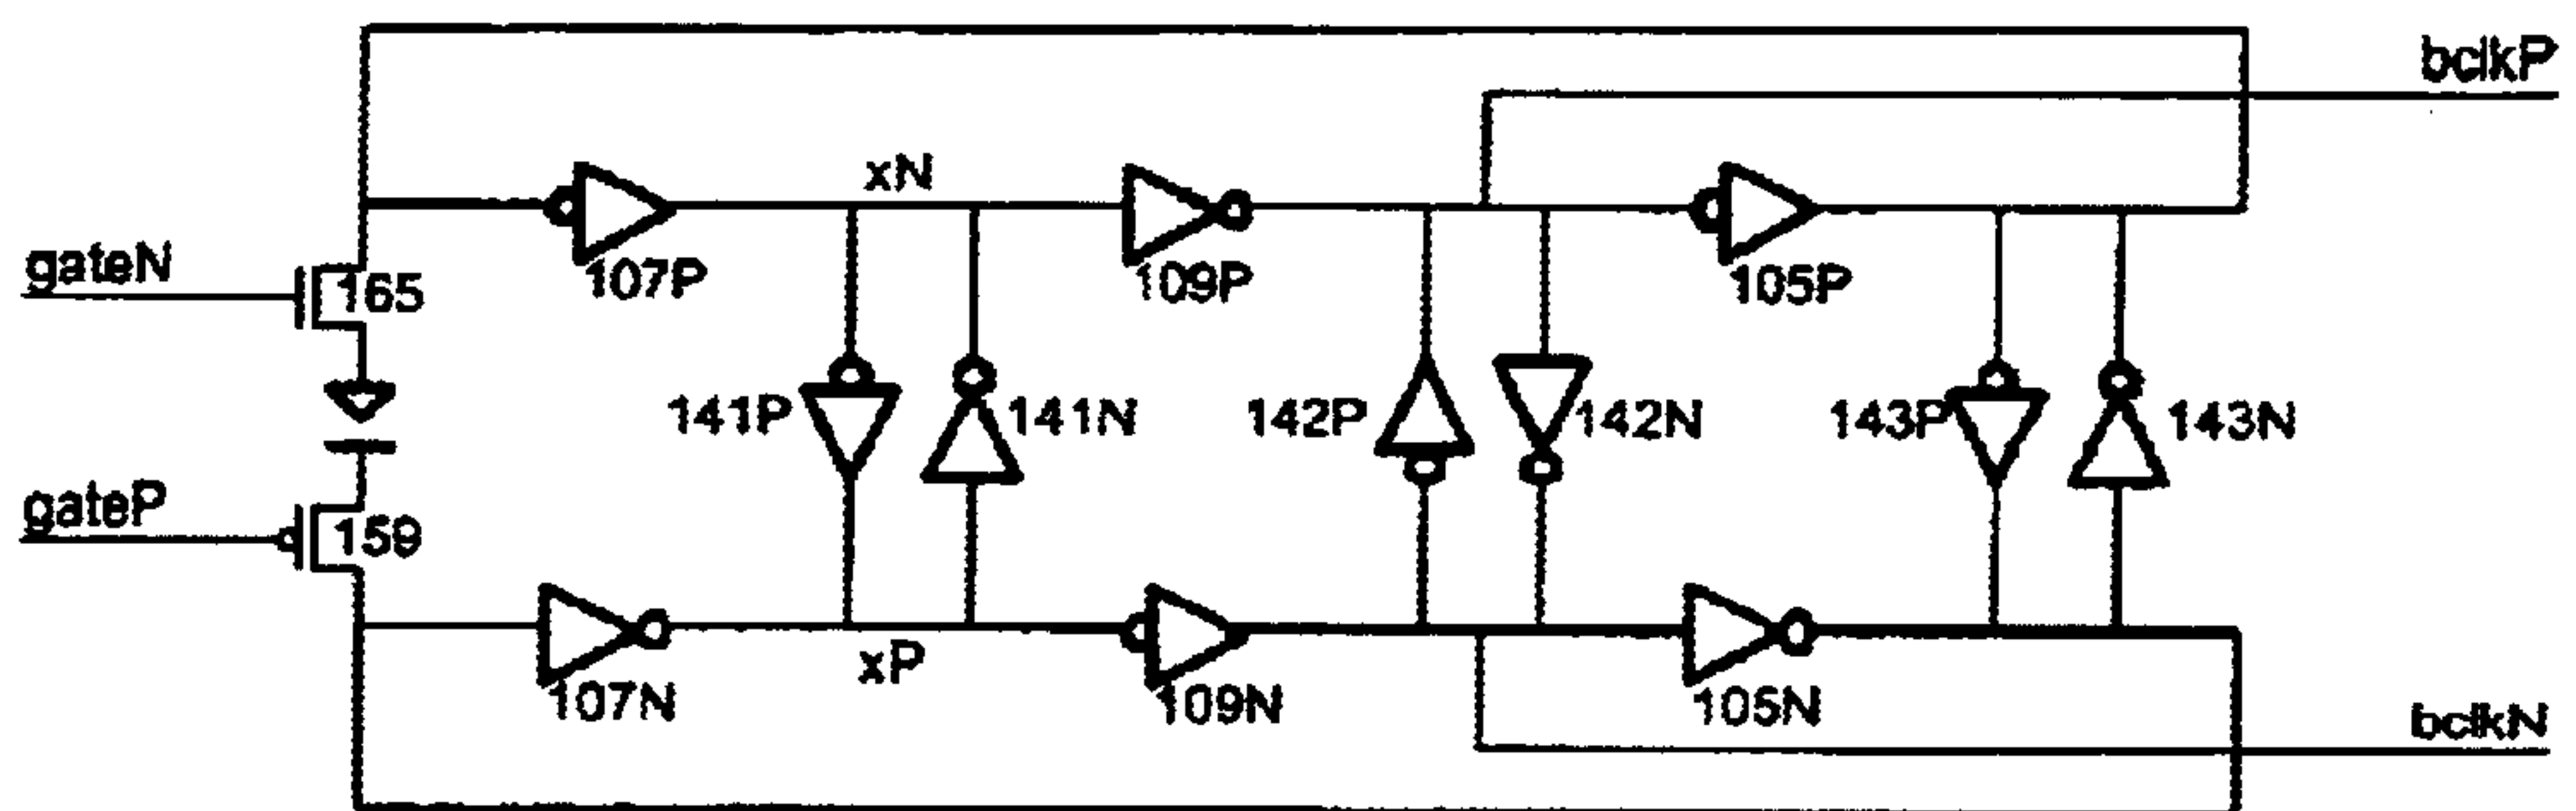 bclkP
xN
gateN
165
107P
109P
105P
141P
141N
142P
142N
143P
143N
gateP
159
xP
107N
109N
105N
bclkN